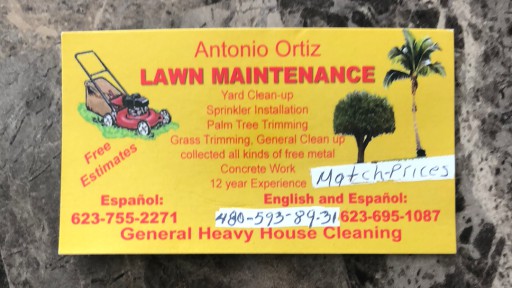 Antonio Ortiz
LAWN MAINTENANCE
Yard Clean-up
Sprinkler Installation
Palm Tree Trimming
Grass Trimming, General Clean up
collected all kinds of free metal
Concrete Work
12 year Experience
Match-Prices
Free
Estimates
Español:
623-755-2271
English and Español:
480-593-89-31 623-695-1087
General Heavy House Cleaning